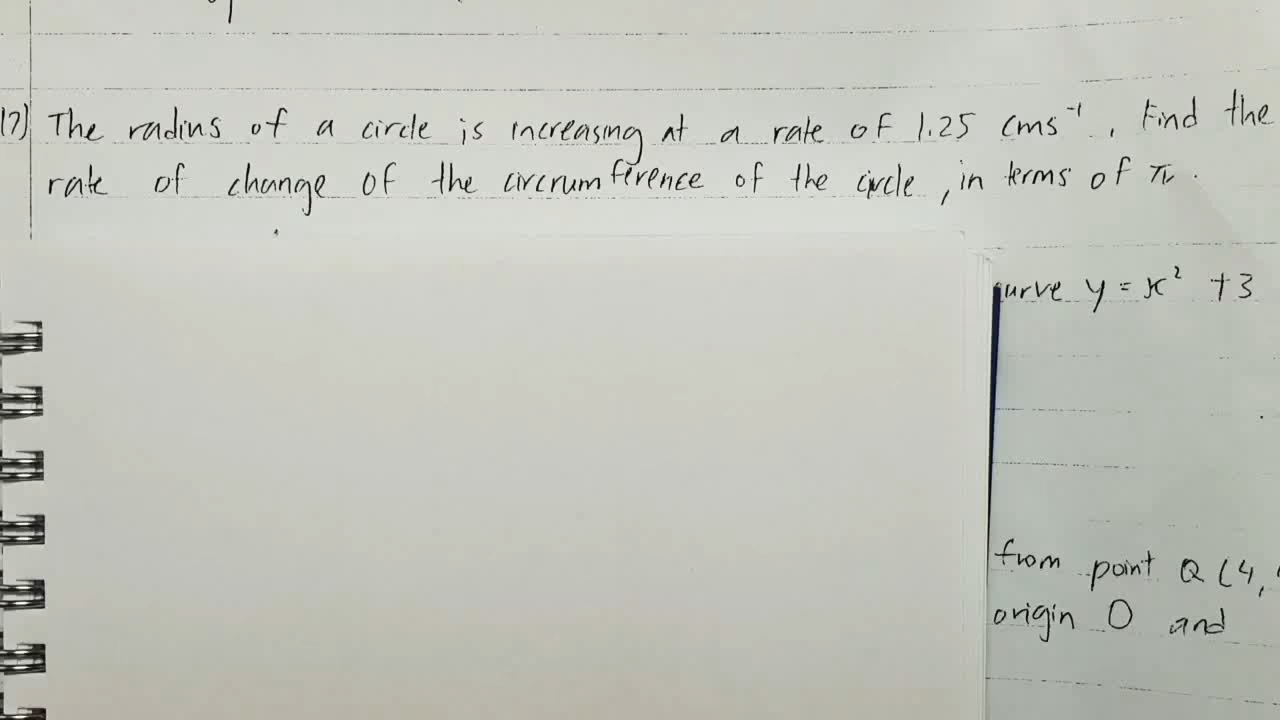 17) The radius of a circle is increasing at a rate of 1.25 cms⁻¹. Find the
rate of change of the circrumference of the circle, in terms of π.
curve y = x² + 3
from point Q (4,
origin O and